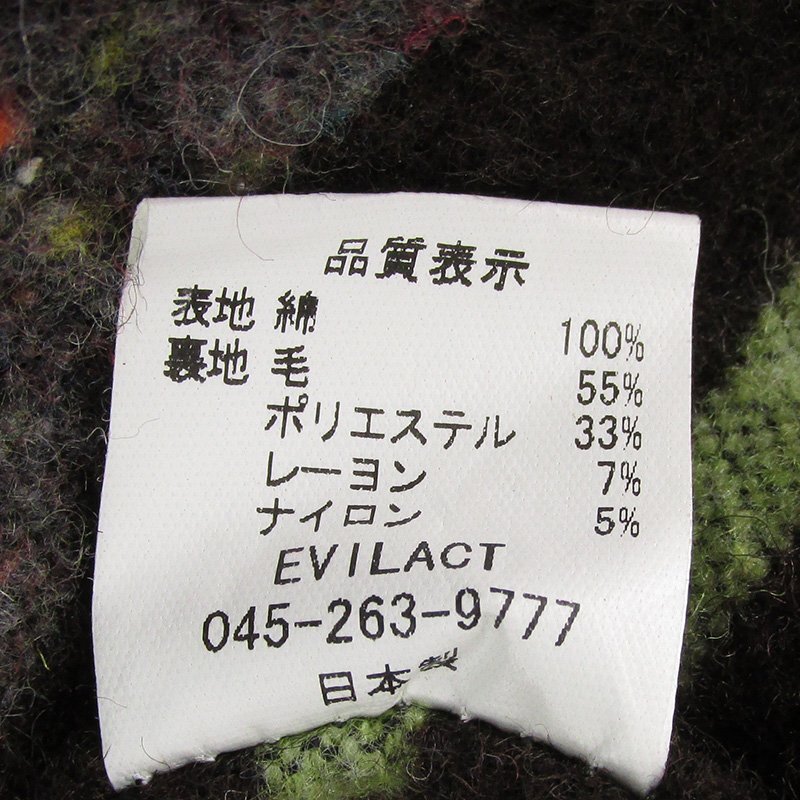 品質表示
表地 綿 100%
裏地 毛 55%
ポリエステル 33%
レーヨン 7%
ナイロン 5%
EVILACT
045-263-9777
日本製